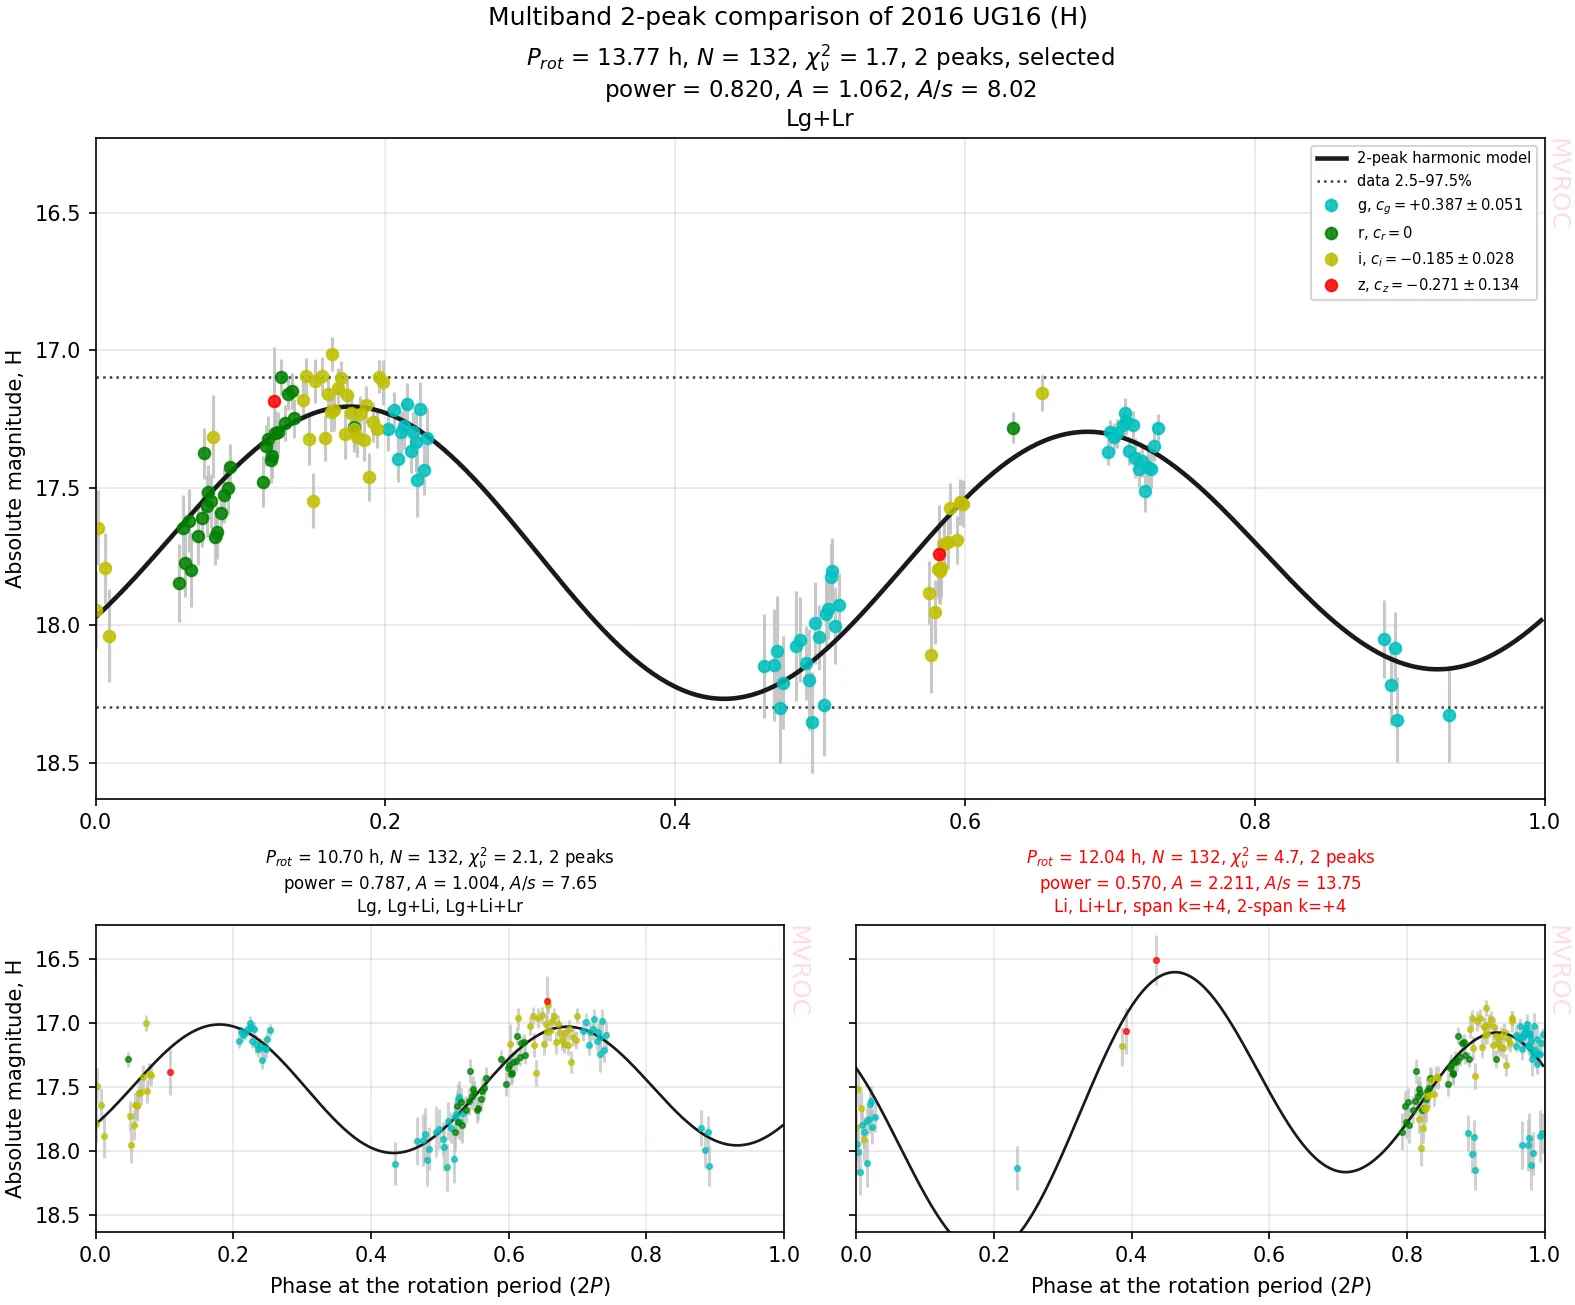 Multiband 2-peak comparison of 2016 UG16 (H)
P_rot = 13.77 h, N = 132, χ²_ν = 1.7, 2 peaks, selected
power = 0.820, A = 1.062, A/s = 8.02
Lg+Lr
Absolute magnitude, H
16.5
17.0
17.5
18.0
18.5
0.0 0.2 0.4 0.6 0.8 1.0
2-peak harmonic model
data 2.5–97.5%
g, c_g = +0.387 ± 0.051
r, c_r = 0
i, c_i = −0.185 ± 0.028
z, c_z = −0.271 ± 0.134
MVROC
P_rot = 10.70 h, N = 132, χ²_ν = 2.1, 2 peaks
power = 0.787, A = 1.004, A/s = 7.65
Lg, Lg+Li, Lg+Li+Lr
Absolute magnitude, H
16.5
17.0
17.5
18.0
18.5
0.0 0.2 0.4 0.6 0.8 1.0
Phase at the rotation period (2P)
MVROC
P_rot = 12.04 h, N = 132, χ²_ν = 4.7, 2 peaks
power = 0.570, A = 2.211, A/s = 13.75
Li, Li+Lr, span k=+4, 2-span k=+4
0.0 0.2 0.4 0.6 0.8 1.0
Phase at the rotation period (2P)
MVROC